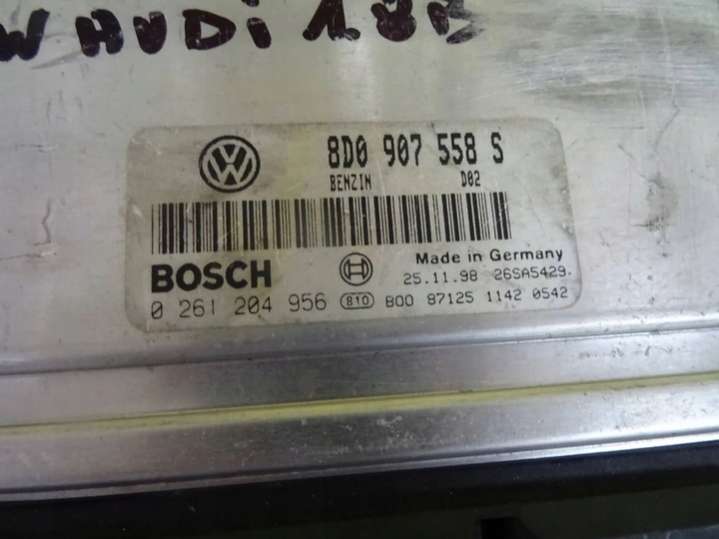 W AUDI 1.8B
8D0 907 558 S
BENZIN D02
BOSCH Made in Germany
25.11.98 26SA5429.
0 261 204 956 810 800 87125 1142 0542